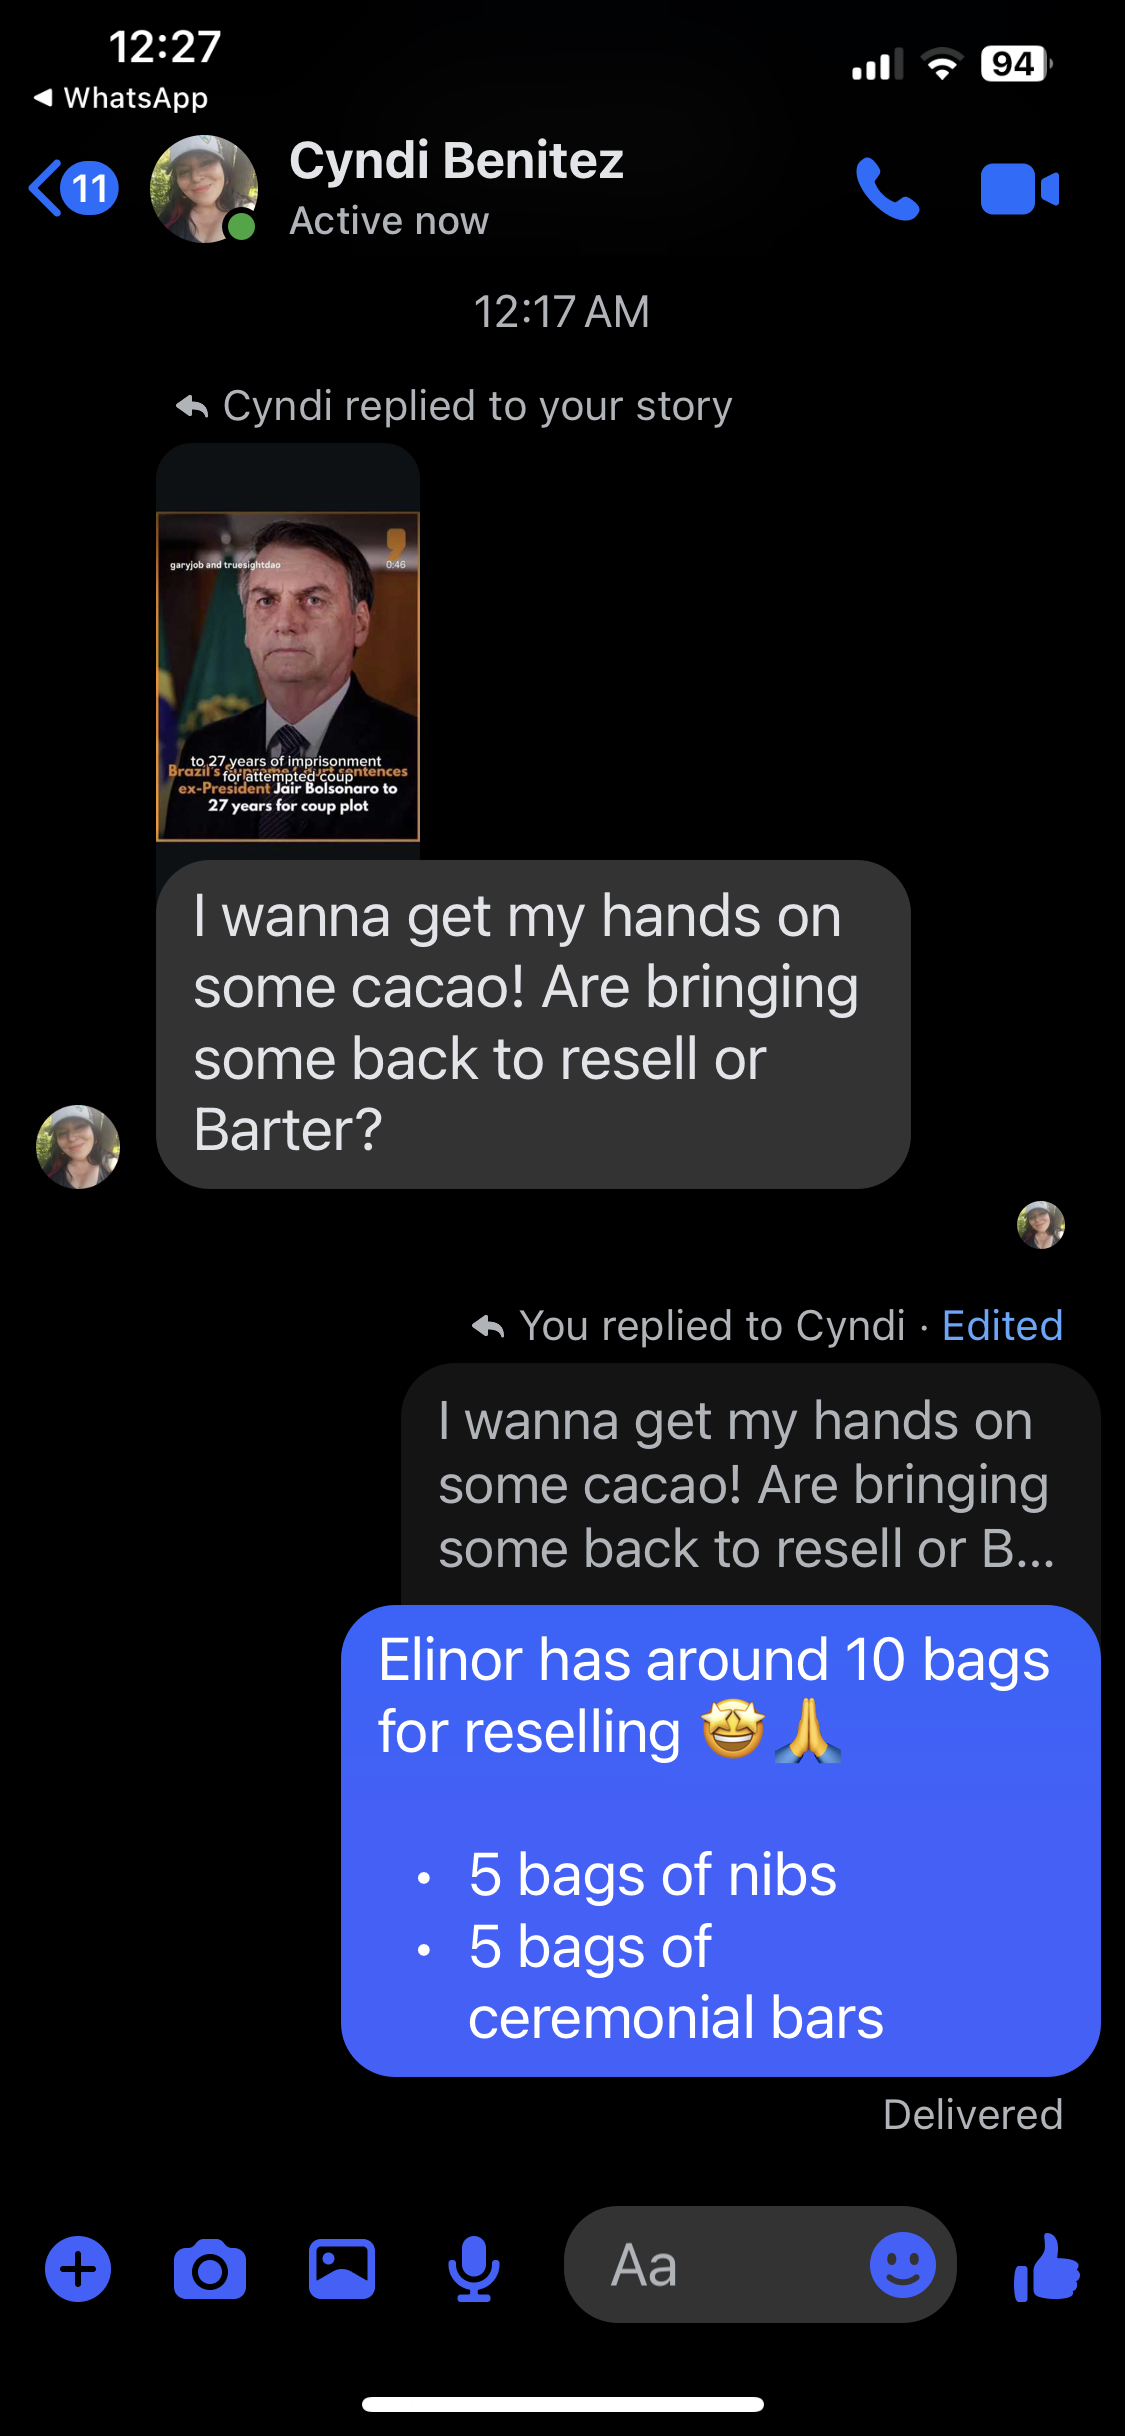 12:27
94
◀ WhatsApp
11
Cyndi Benitez
Active now
12:17 AM
Cyndi replied to your story
garyjob and truesightdao
0:46
to 27 years of imprisonment
for attempted coup
Brazil's Supreme Court sentences
ex-President Jair Bolsonaro to
27 years for coup plot
I wanna get my hands on
some cacao! Are bringing
some back to resell or
Barter?
You replied to Cyndi · Edited
I wanna get my hands on
some cacao! Are bringing
some back to resell or B...
Elinor has around 10 bags
for reselling 🤩🙏
• 5 bags of nibs
• 5 bags of
ceremonial bars
Delivered
Aa